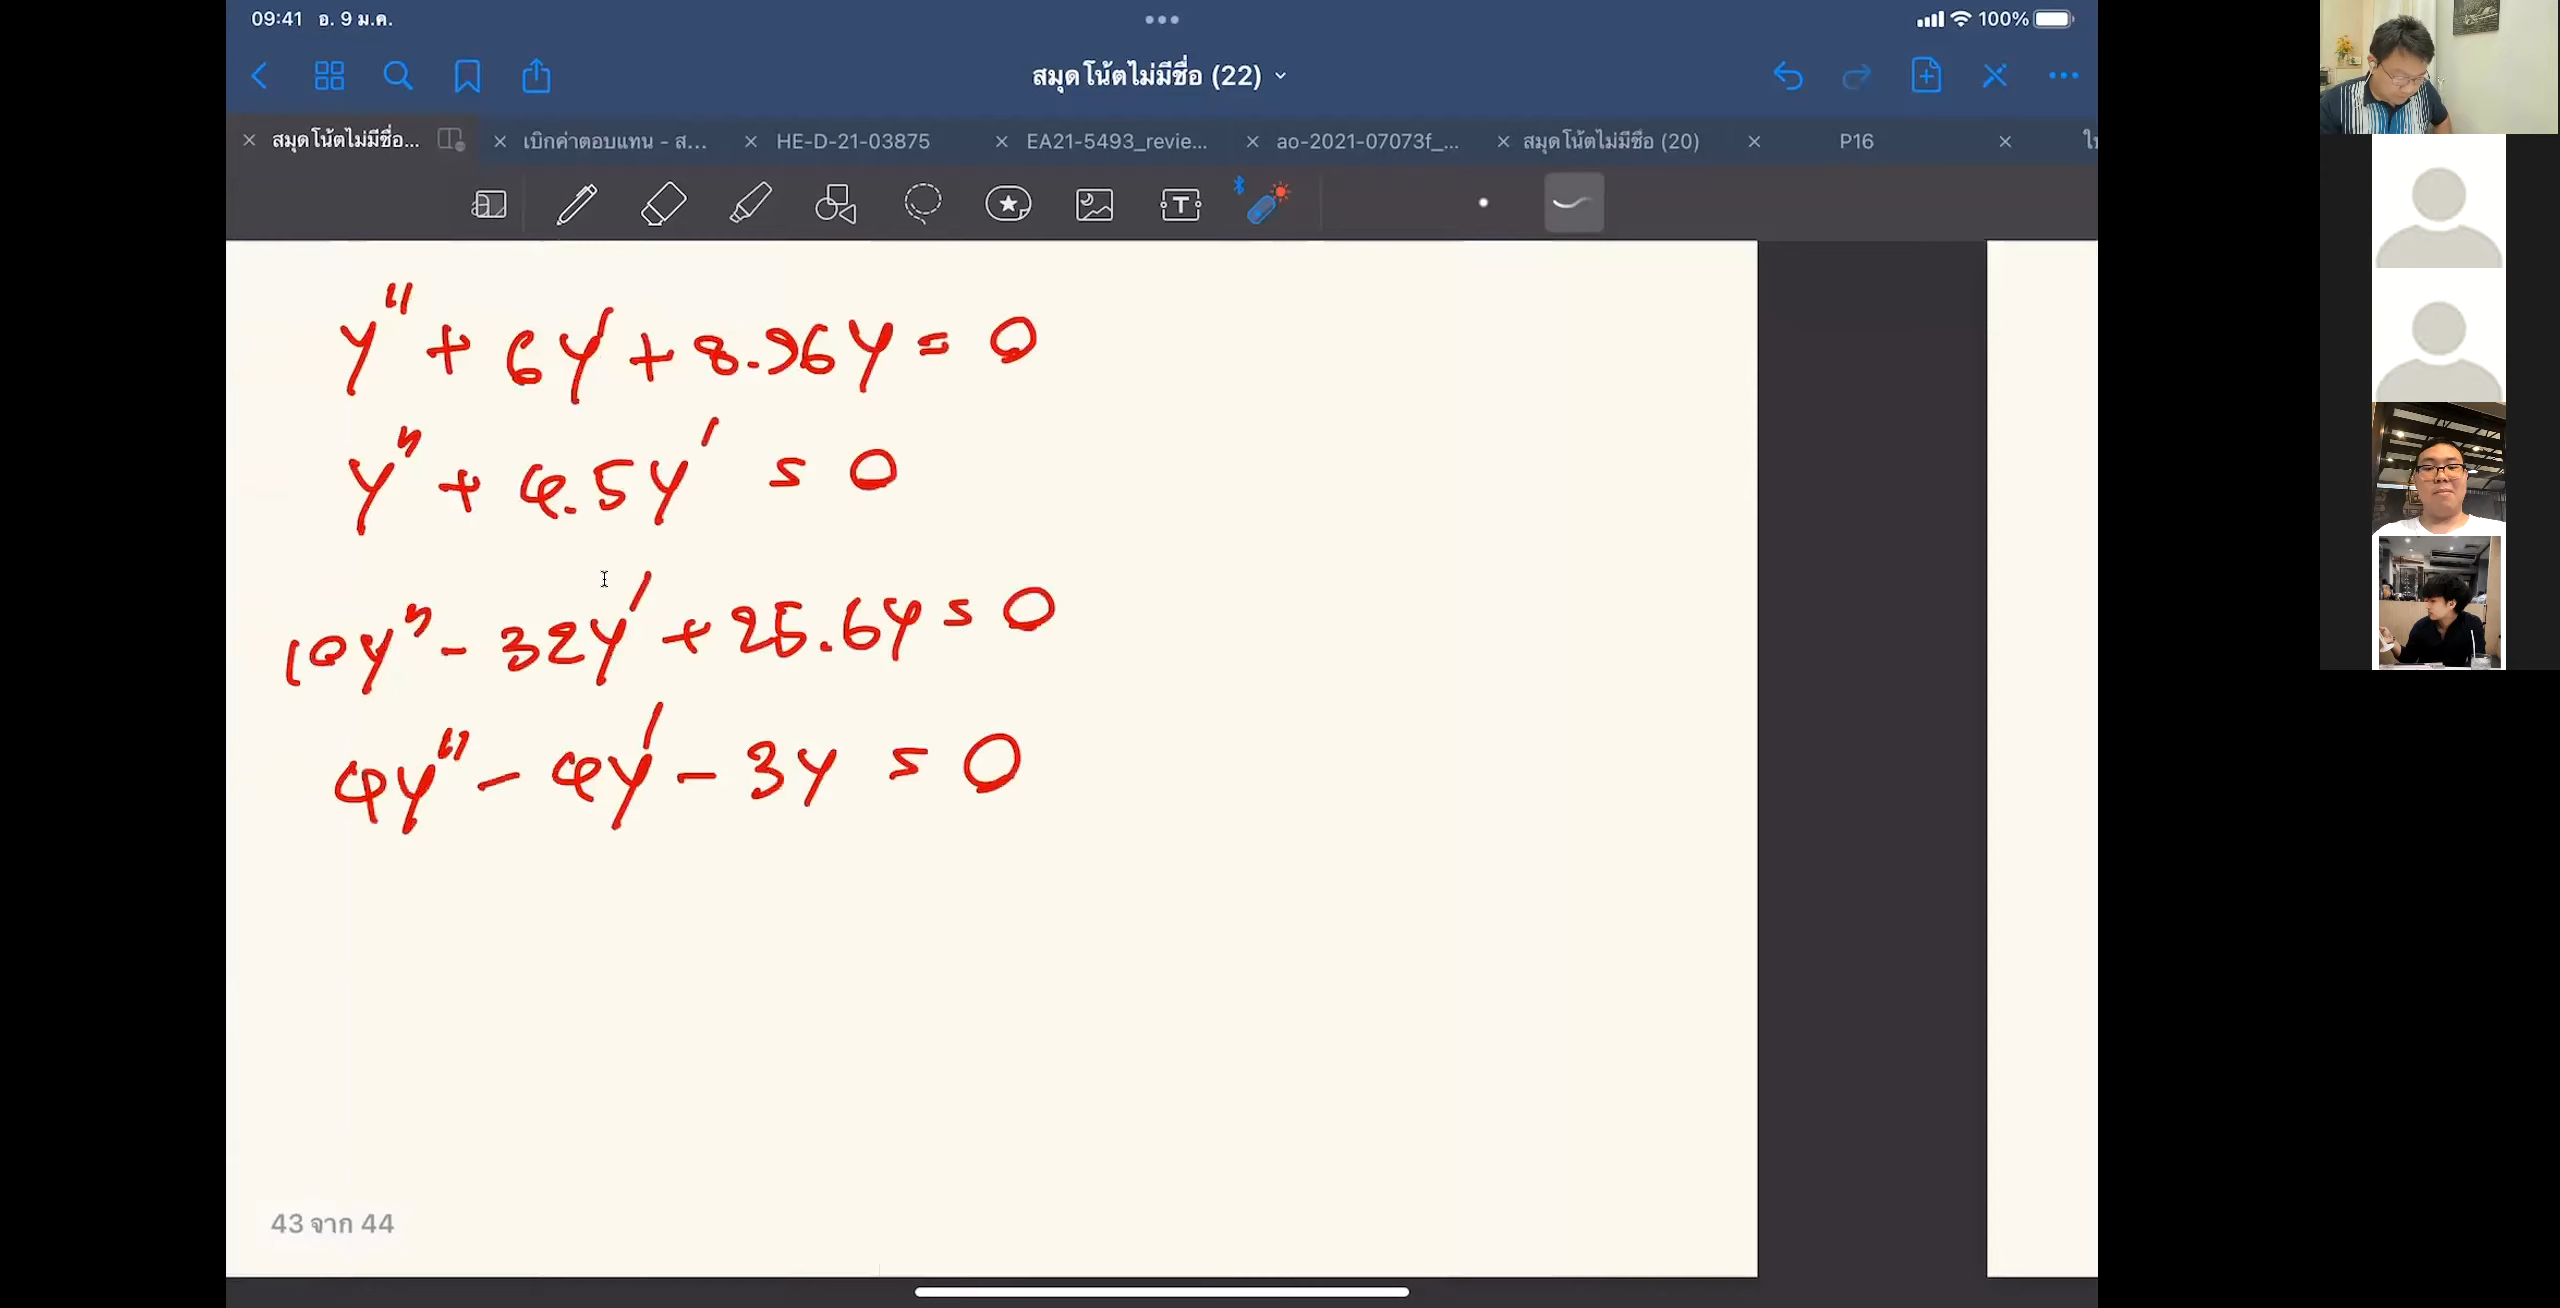 09:41 อ. 9 ม.ค.
100%
สมุดโน้ตไม่มีชื่อ (22)
สมุดโน้ตไม่มีชื่อ...
เบิกค่าตอบแทน - ส...
HE-D-21-03875
EA21-5493_revie...
ao-2021-07073f_...
สมุดโน้ตไม่มีชื่อ (20)
P16
y'' + 6y' + 8.96y = 0
y'' + 4.5y' = 0
10y'' - 32y' + 25.6y = 0
4y'' - 4y' - 3y = 0
43 จาก 44